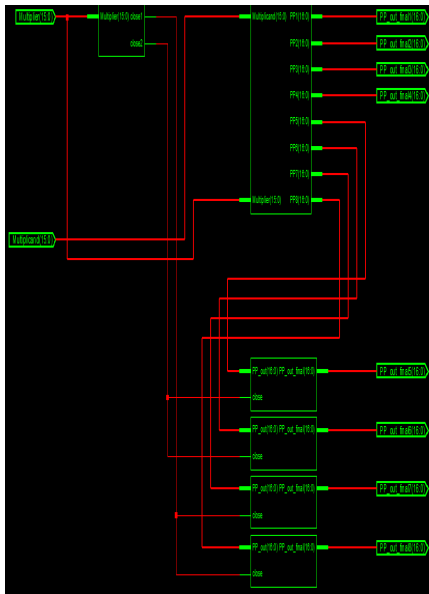 Multiplier(15:0)
Multiplier(15:0) close1
close2
Multiplicand(15:0) PP1(16:0)
PP2(16:0)
PP3(16:0)
PP4(16:0)
PP5(16:0)
PP6(16:0)
PP7(16:0)
Multiplier(15:0) PP8(16:0)
PP_out_final1(16:0)
PP_out_final2(16:0)
PP_out_final3(16:0)
PP_out_final4(16:0)
Multiplicand(15:0)
PP_out(16:0) PP_out_final(16:0)
close
PP_out_final5(16:0)
PP_out(16:0) PP_out_final(16:0)
close
PP_out_final6(16:0)
PP_out(16:0) PP_out_final(16:0)
close
PP_out_final7(16:0)
PP_out(16:0) PP_out_final(16:0)
close
PP_out_final8(16:0)